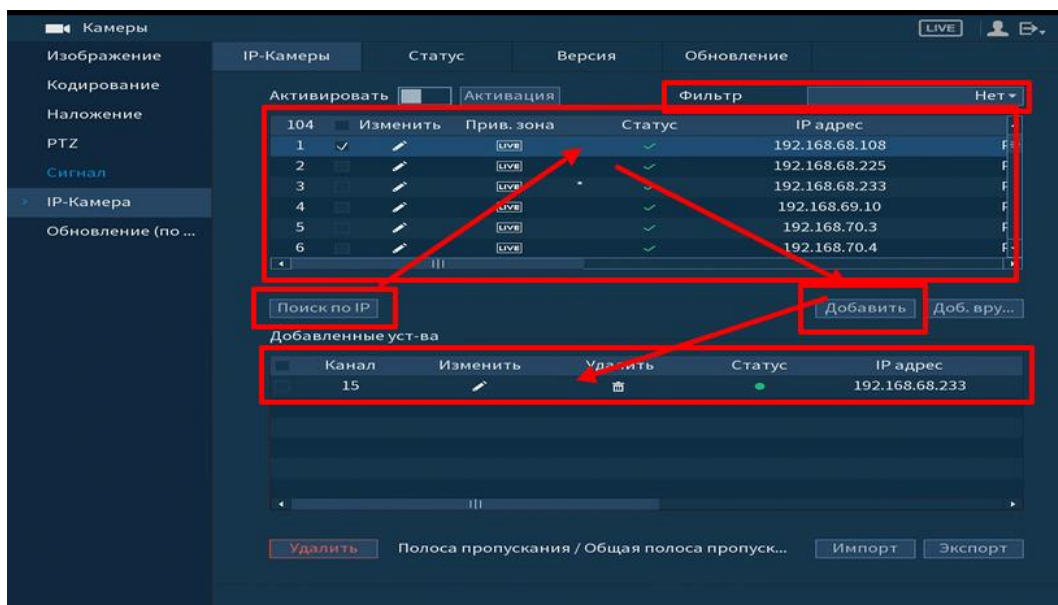 Камеры LIVE
Изображение
Кодирование
Наложение
PTZ
Сигнал
IP-Камера
Обновление (по ...
IP-Камеры Статус Версия Обновление
Активировать Активация Фильтр Нет
104 Изменить Прив. зона Статус IP адрес
1 LIVE 192.168.68.108
2 LIVE 192.168.68.225
3 LIVE 192.168.68.233
4 LIVE 192.168.69.10
5 LIVE 192.168.70.3
6 LIVE 192.168.70.4
Поиск по IP Добавить Доб. вру...
Добавленные уст-ва
Канал Изменить Удалить Статус IP адрес
15 192.168.68.233
Удалить Полоса пропускания / Общая полоса пропуск... Импорт Экспорт